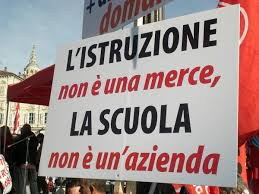 L'ISTRUZIONE
non è una merce,
LA SCUOLA
non è un'azienda